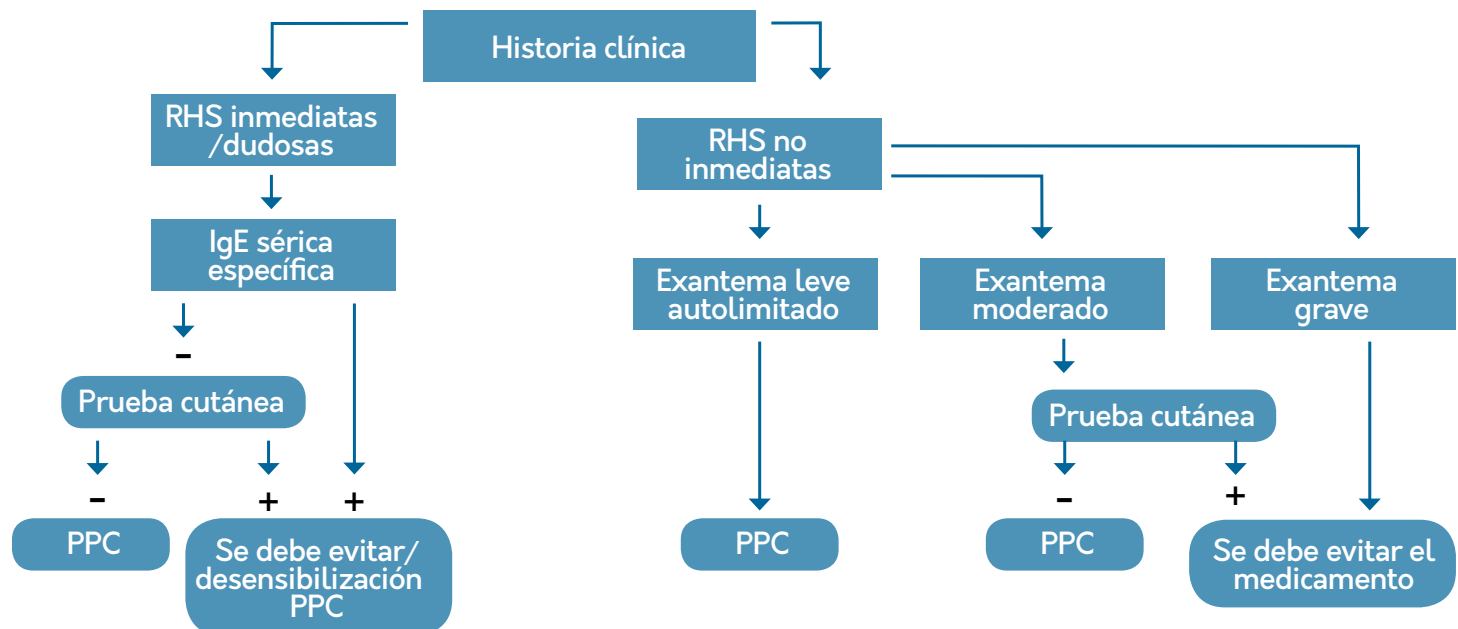 Historia clínica
RHS inmediatas
/dudosas
RHS no
inmediatas
IgE sérica
específica
Exantema leve
autolimitado
Exantema
moderado
Exantema
grave
-
Prueba cutánea
Prueba cutánea
-
+
+
-
+
PPC
Se debe evitar/
desensibilización
PPC
PPC
PPC
Se debe evitar el
medicamento